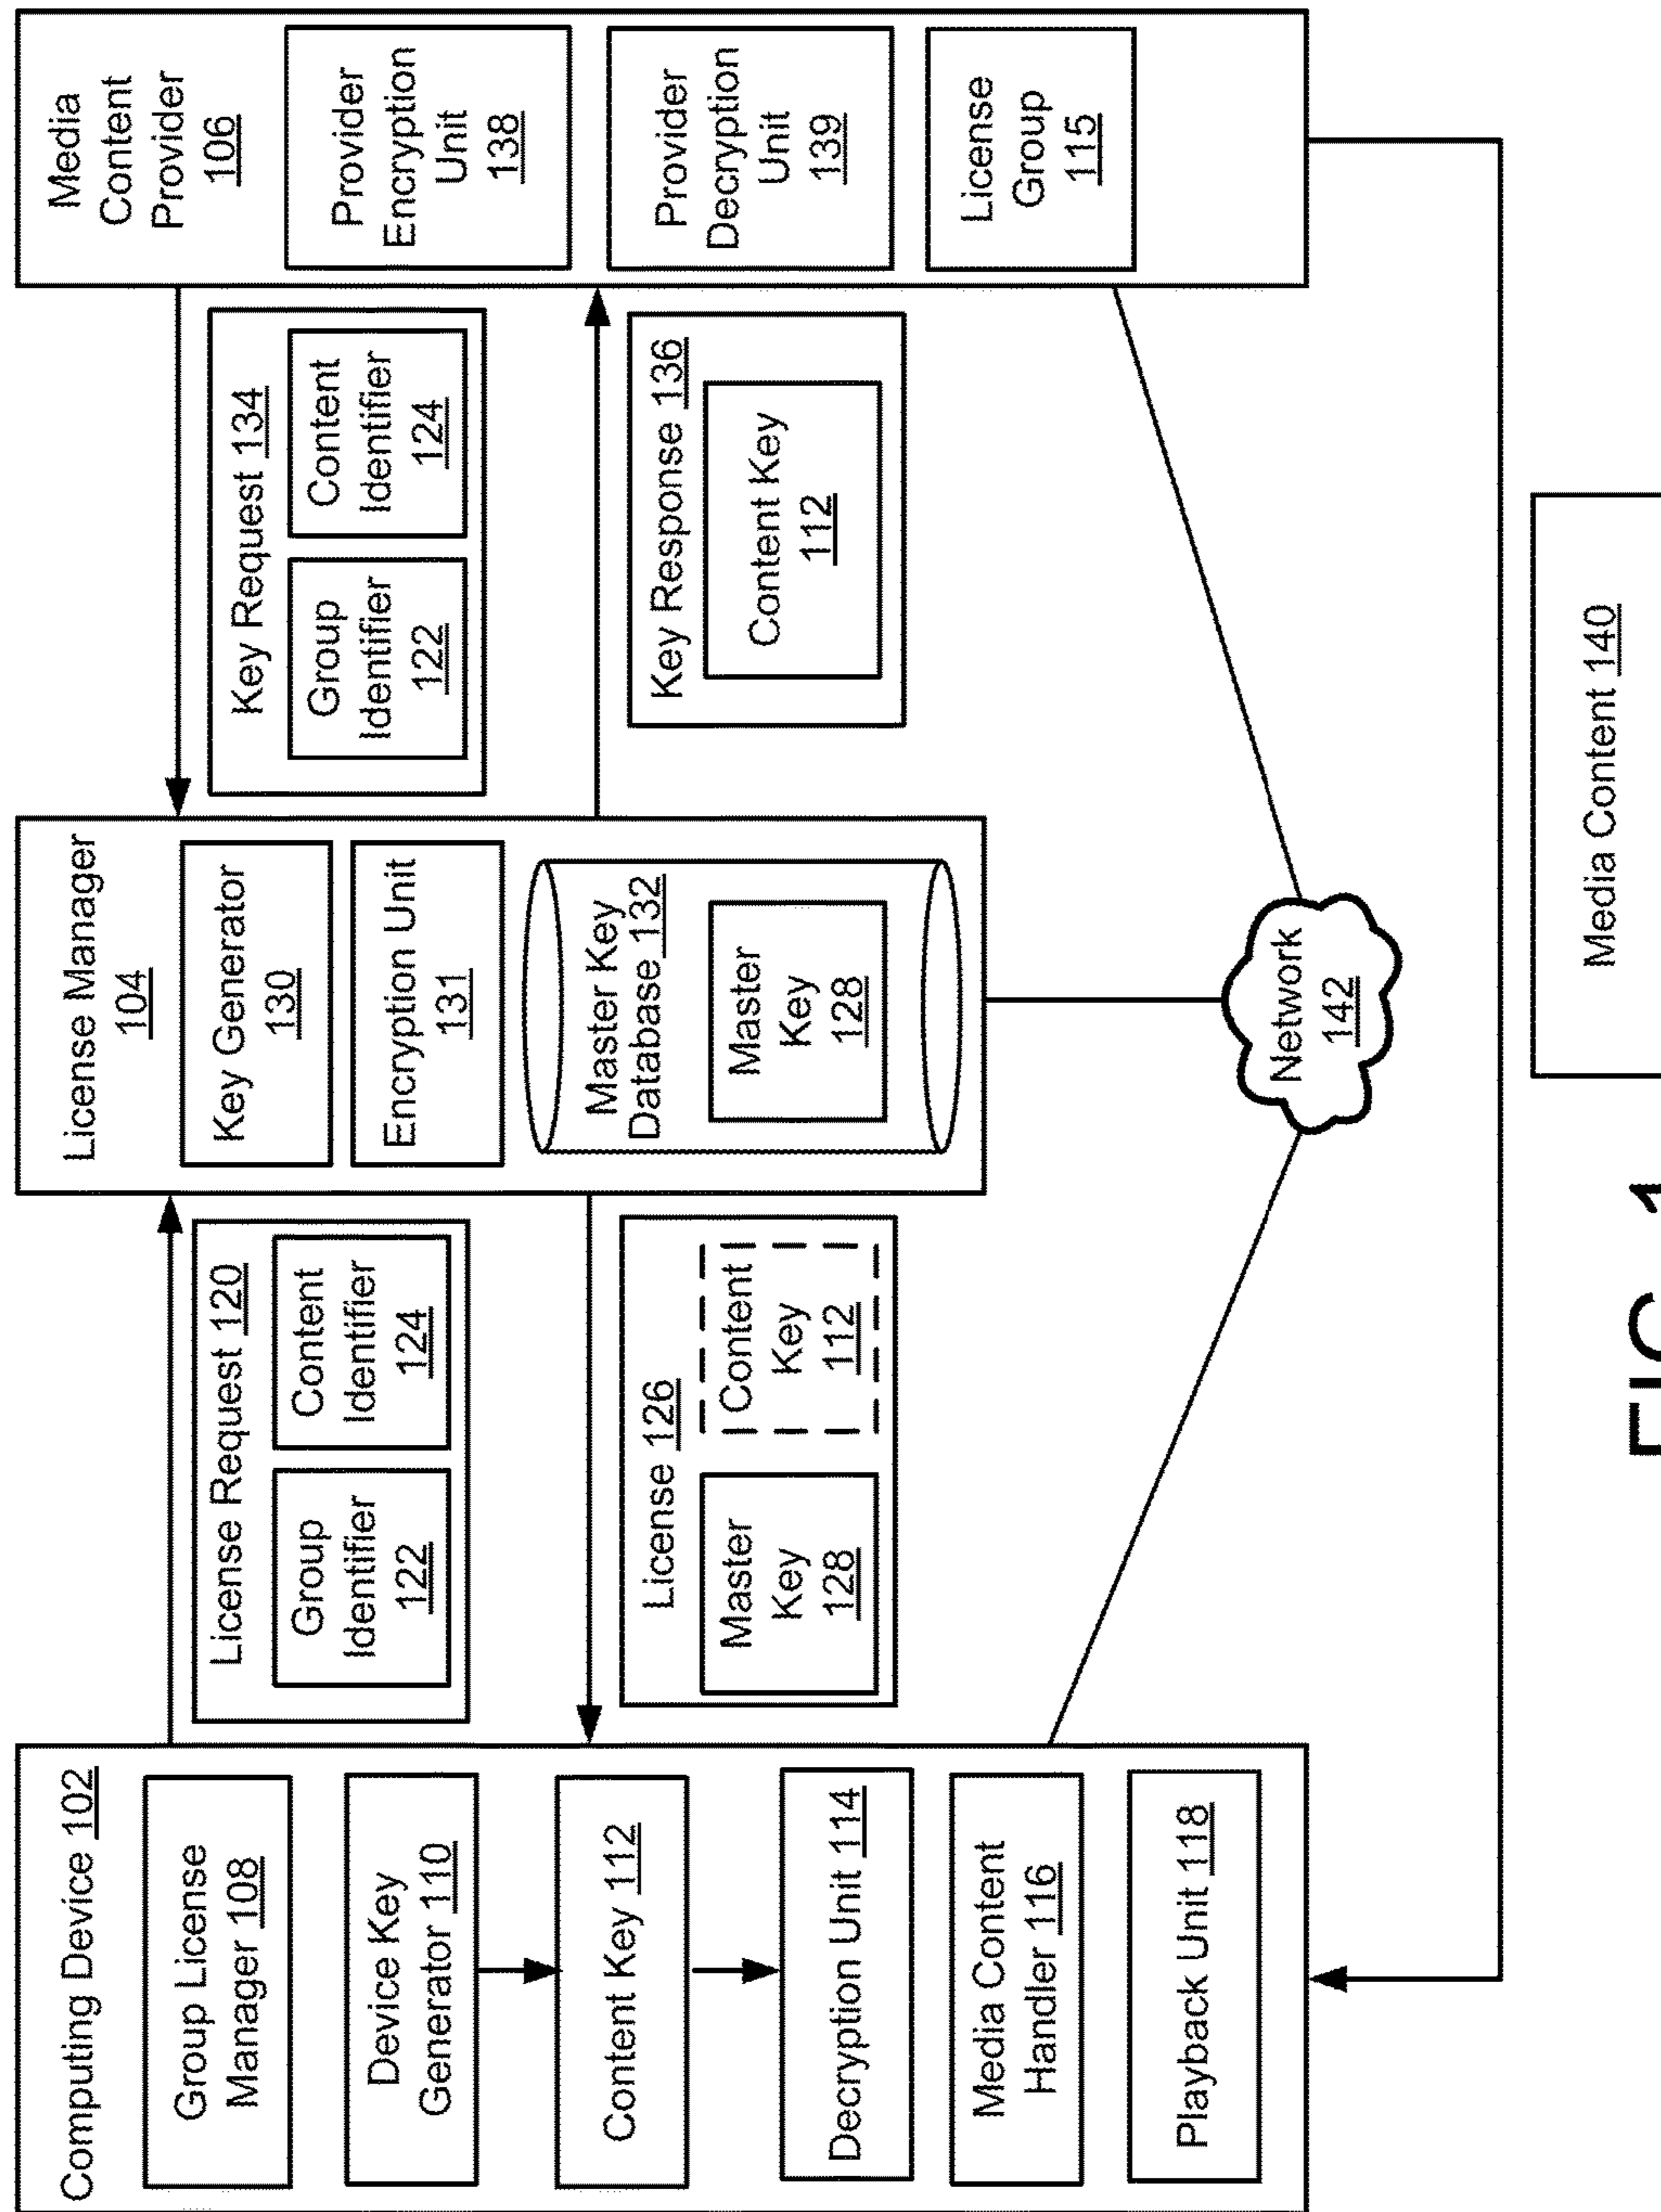 Computing Device 102
Group License
Manager 108
Device Key
Generator 110
Content Key 112
Decryption Unit 114
Media Content
Handler 116
Playback Unit 118
License Request 120
Group
Identifier
122
Content
Identifier
124
License 126
Master
Key
128
Content
Key
112
License Manager
104
Key Generator
130
Encryption Unit
131
Master Key
Database 132
Master
Key
128
Key Request 134
Group
Identifier
122
Content
Identifier
124
Key Response 136
Content Key
112
Media
Content
Provider
106
Provider
Encryption
Unit
138
Provider
Decryption
Unit
139
License
Group
115
Network
142
Media Content 140
FIG. 1